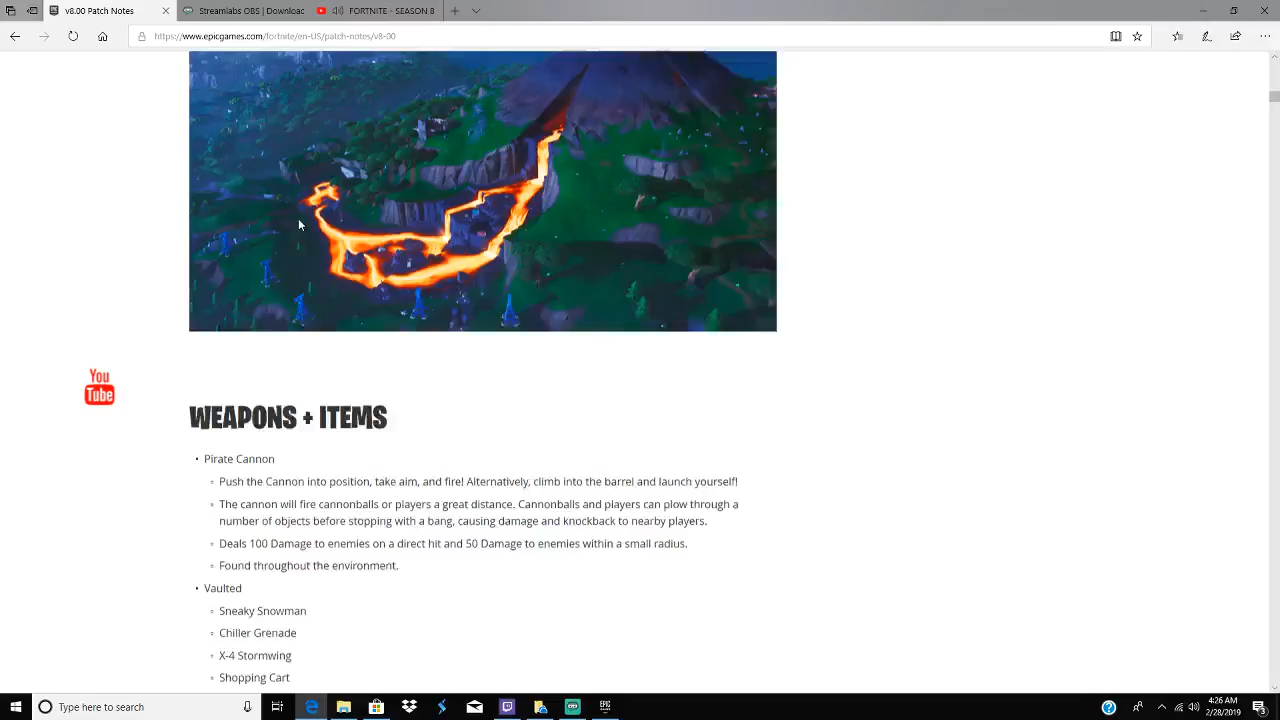 v8.00 Patch Notes
Streamlabs OBS | Download
FORTNITE - SEASON 8
https://www.epicgames.com/fortnite/en-US/patch-notes/v8-00
You
Tube
WEAPONS + ITEMS
• Pirate Cannon
◦ Push the Cannon into position, take aim, and fire! Alternatively, climb into the barrel and launch yourself!
◦ The cannon will fire cannonballs or players a great distance. Cannonballs and players can plow through a
number of objects before stopping with a bang, causing damage and knockback to nearby players.
◦ Deals 100 Damage to enemies on a direct hit and 50 Damage to enemies within a small radius.
◦ Found throughout the environment.
• Vaulted
◦ Sneaky Snowman
◦ Chiller Grenade
◦ X-4 Stormwing
◦ Shopping Cart
Type here to search
EPIC
GAMES
4:26 AM
2/28/2019